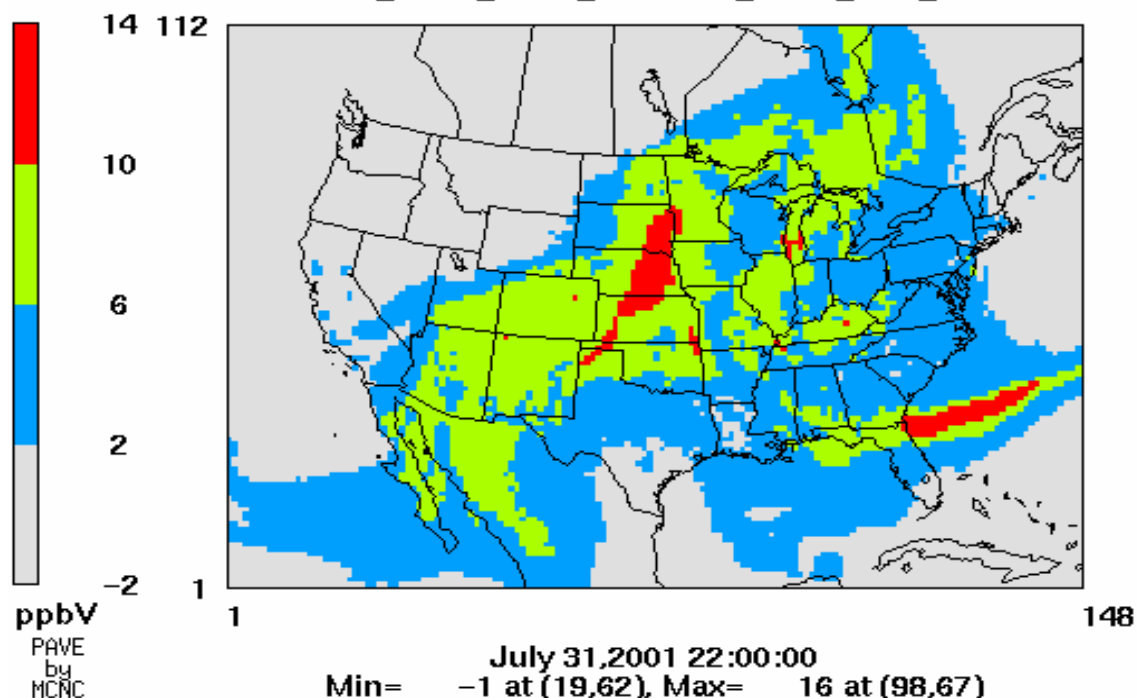 14
112
10
6
2
−2
1
ppbV
1
148
PAVE
by
MCNC
July 31,2001 22:00:00
Min= −1 at (19,62), Max= 16 at (98,67)